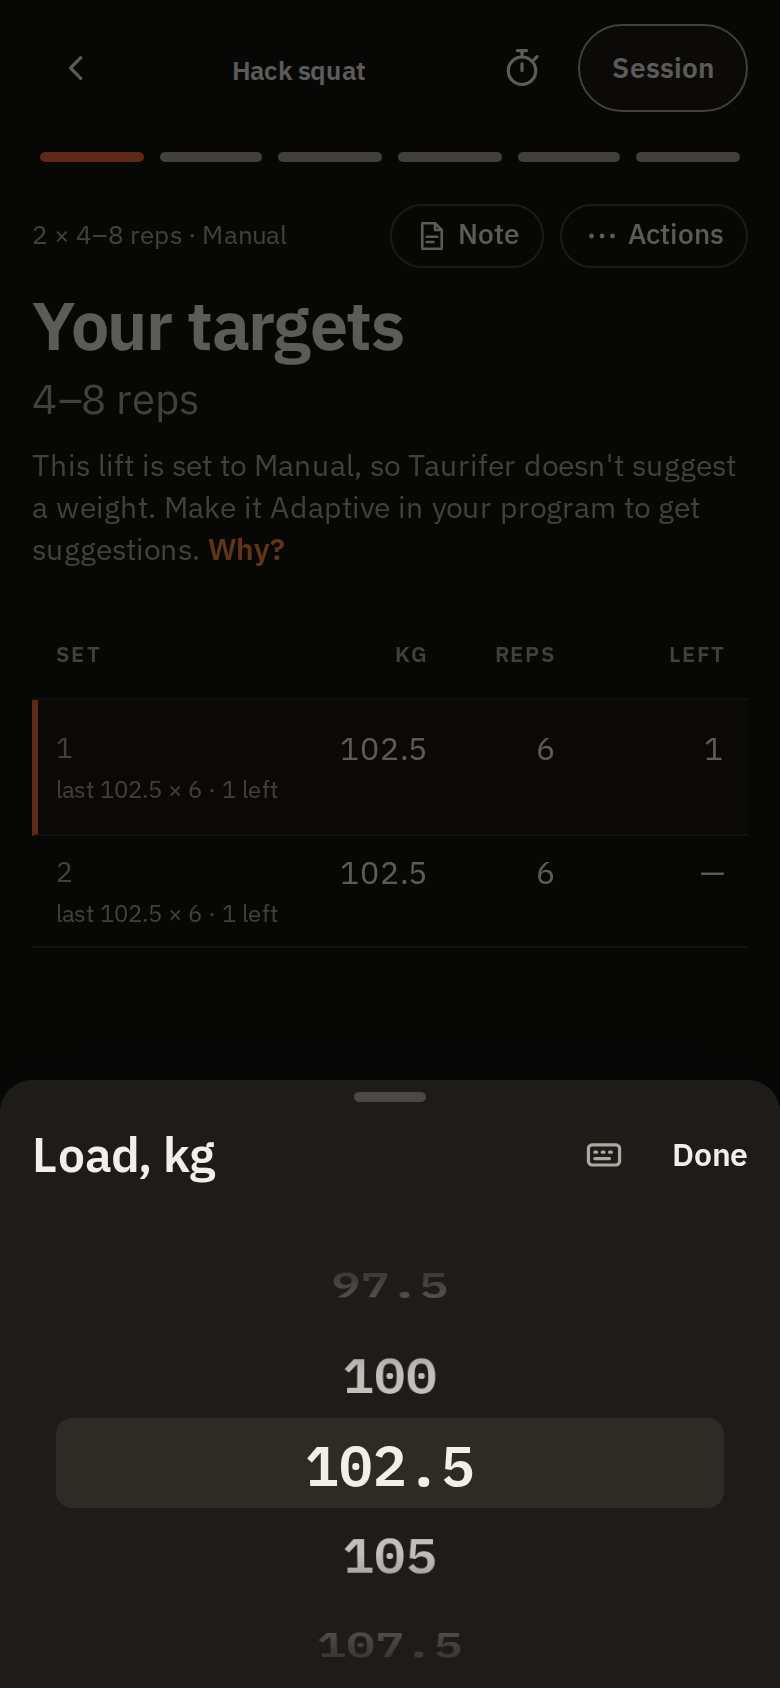 Hack squat
Session
2 × 4–8 reps · Manual
Note
Actions
Your targets
4–8 reps
This lift is set to Manual, so Taurifer doesn't suggest
a weight. Make it Adaptive in your program to get
suggestions. Why?
SET KG REPS LEFT
1 102.5 6 1
last 102.5 × 6 · 1 left
2 102.5 6 —
last 102.5 × 6 · 1 left
Load, kg
Done
97.5
100
102.5
105
107.5